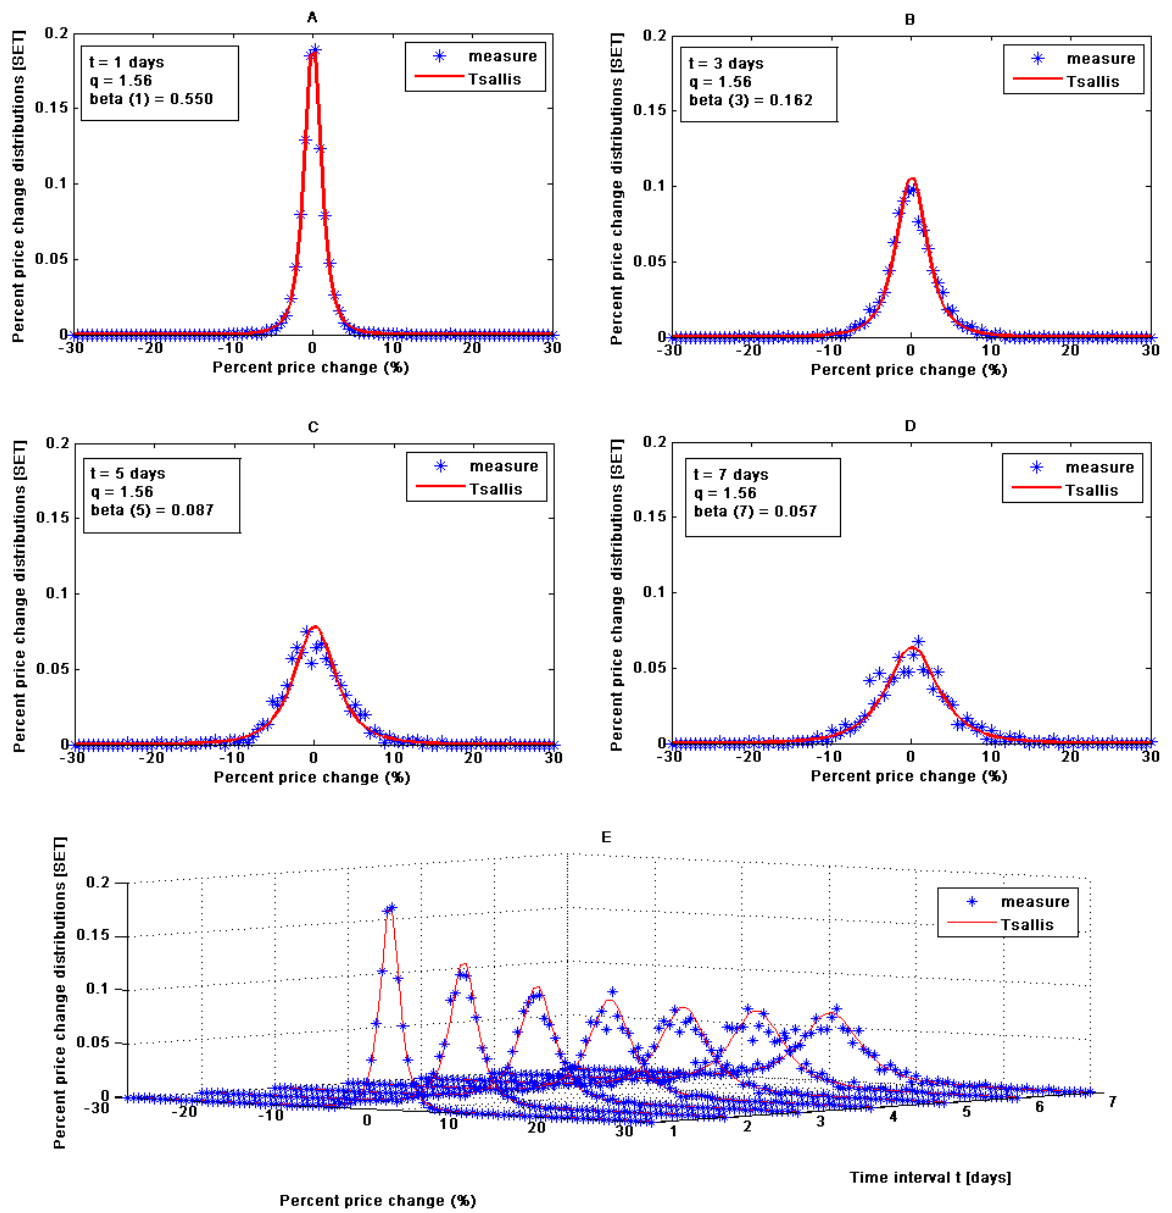 A
Percent price change distributions [SET]
0.2
0.15
0.1
0.05
0
t = 1 days
q = 1.56
beta (1) = 0.550
measure
Tsallis
-30 -20 -10 0 10 20 30
Percent price change (%)
B
Percent price change distributions [SET]
0.2
0.15
0.1
0.05
0
t = 3 days
q = 1.56
beta (3) = 0.162
measure
Tsallis
-30 -20 -10 0 10 20 30
Percent price change (%)
C
Percent price change distributions [SET]
0.2
0.15
0.1
0.05
0
t = 5 days
q = 1.56
beta (5) = 0.087
measure
Tsallis
-30 -20 -10 0 10 20 30
Percent price change (%)
D
Percent price change distributions [SET]
0.2
0.15
0.1
0.05
0
t = 7 days
q = 1.56
beta (7) = 0.057
measure
Tsallis
-30 -20 -10 0 10 20 30
Percent price change (%)
E
Percent price change distributions [SET]
0.2
0.15
0.1
0.05
0
measure
Tsallis
-30 -20 -10 0 10 20 30
1 2 3 4 5 6 7
Time interval t [days]
Percent price change (%)